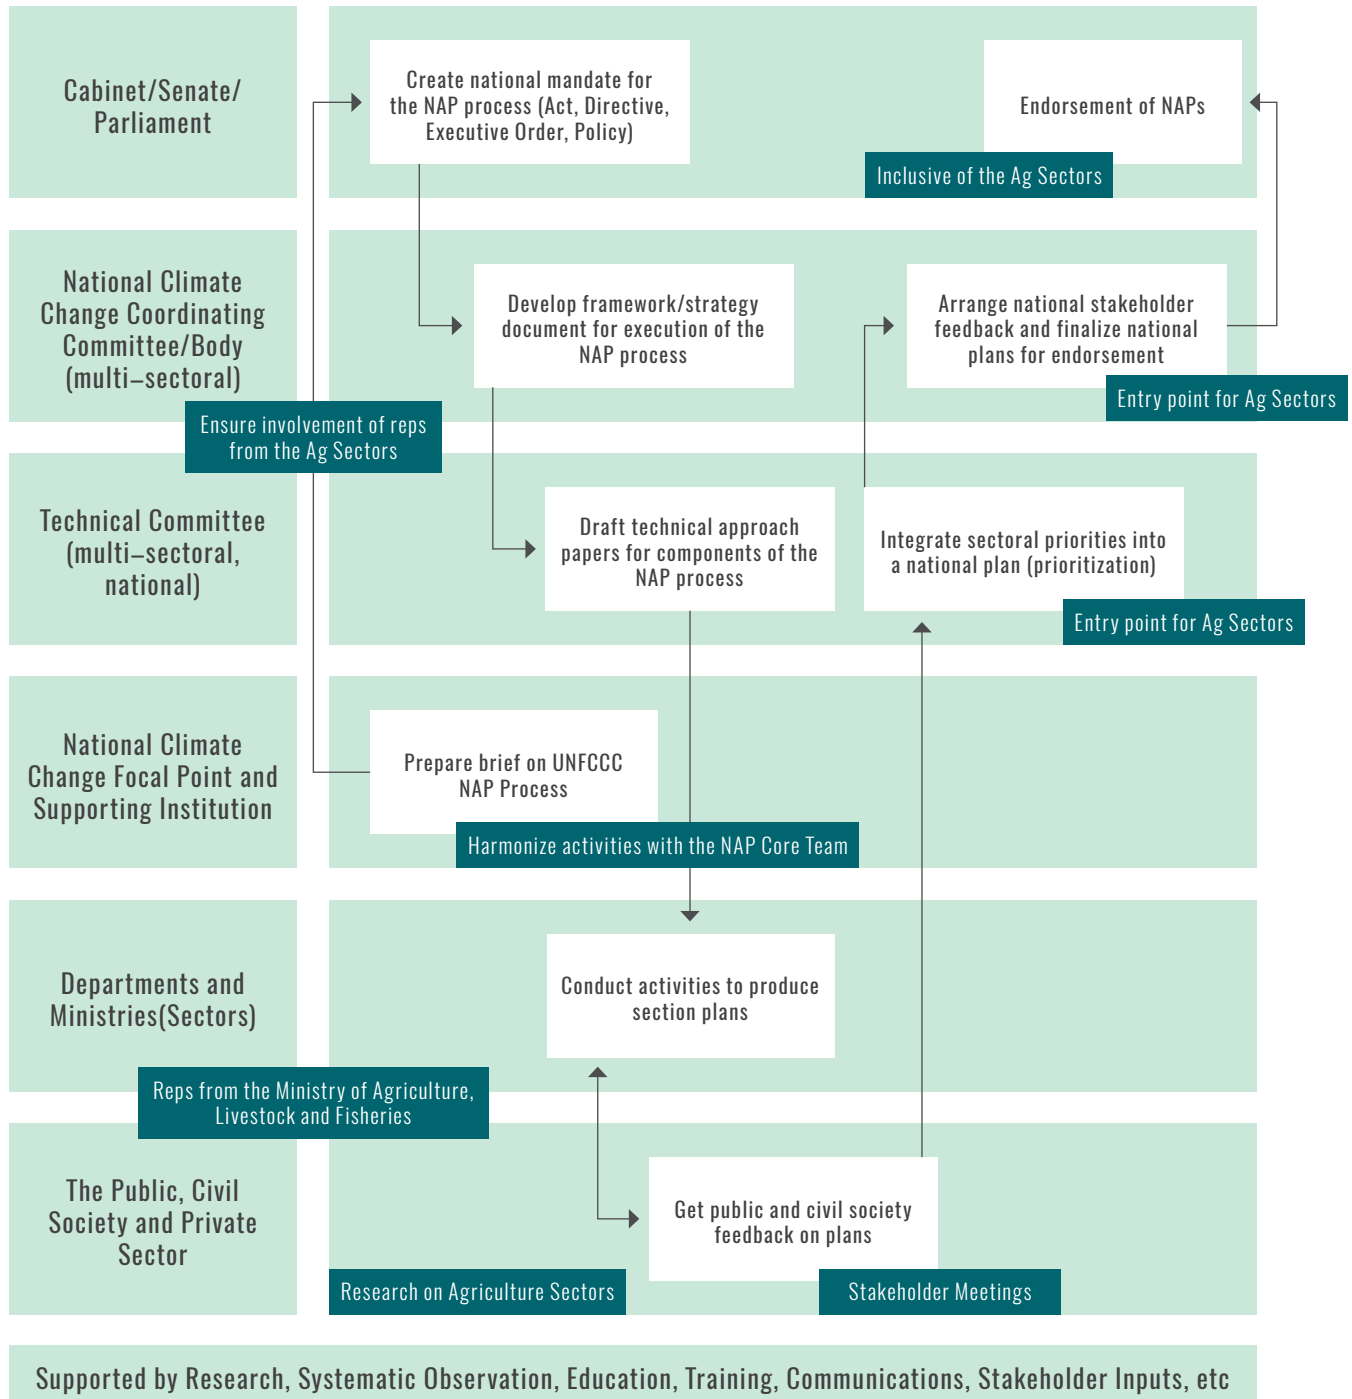 Cabinet/Senate/
Parliament
Create national mandate for
the NAP process (Act, Directive,
Executive Order, Policy)
Endorsement of NAPs
Inclusive of the Ag Sectors
National Climate
Change Coordinating
Committee/Body
(multi–sectoral)
Develop framework/strategy
document for execution of the
NAP process
Arrange national stakeholder
feedback and finalize national
plans for endorsement
Entry point for Ag Sectors
Ensure involvement of reps
from the Ag Sectors
Technical Committee
(multi–sectoral,
national)
Draft technical approach
papers for components of the
NAP process
Integrate sectoral priorities into
a national plan (prioritization)
Entry point for Ag Sectors
National Climate
Change Focal Point and
Supporting Institution
Prepare brief on UNFCCC
NAP Process
Harmonize activities with the NAP Core Team
Departments and
Ministries(Sectors)
Conduct activities to produce
section plans
Reps from the Ministry of Agriculture,
Livestock and Fisheries
The Public, Civil
Society and Private
Sector
Get public and civil society
feedback on plans
Research on Agriculture Sectors
Stakeholder Meetings
Supported by Research, Systematic Observation, Education, Training, Communications, Stakeholder Inputs, etc